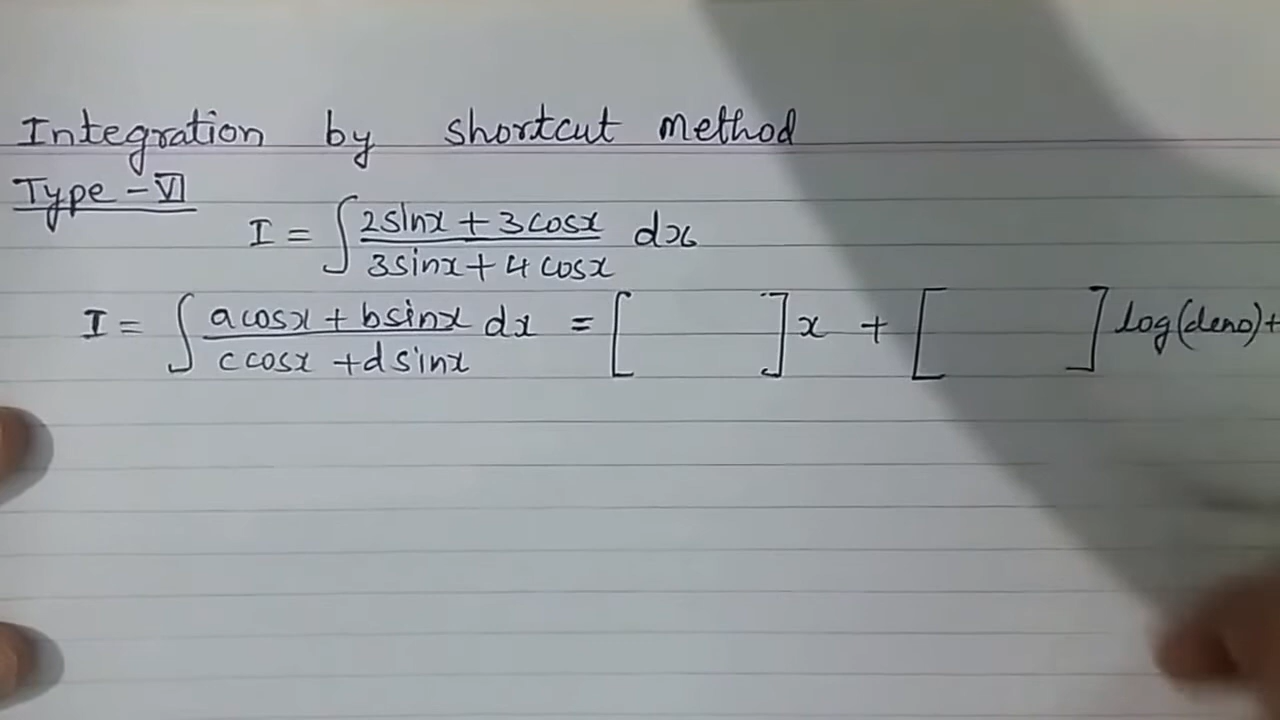 Integration by shortcut method
Type - VI
I = ∫ (2sinx + 3cosx)/(3sinx + 4cosx) dx
I = ∫ (acosx + bsinx)/(ccosx + dsinx) dx = [ ]x + [ ] log(deno)+